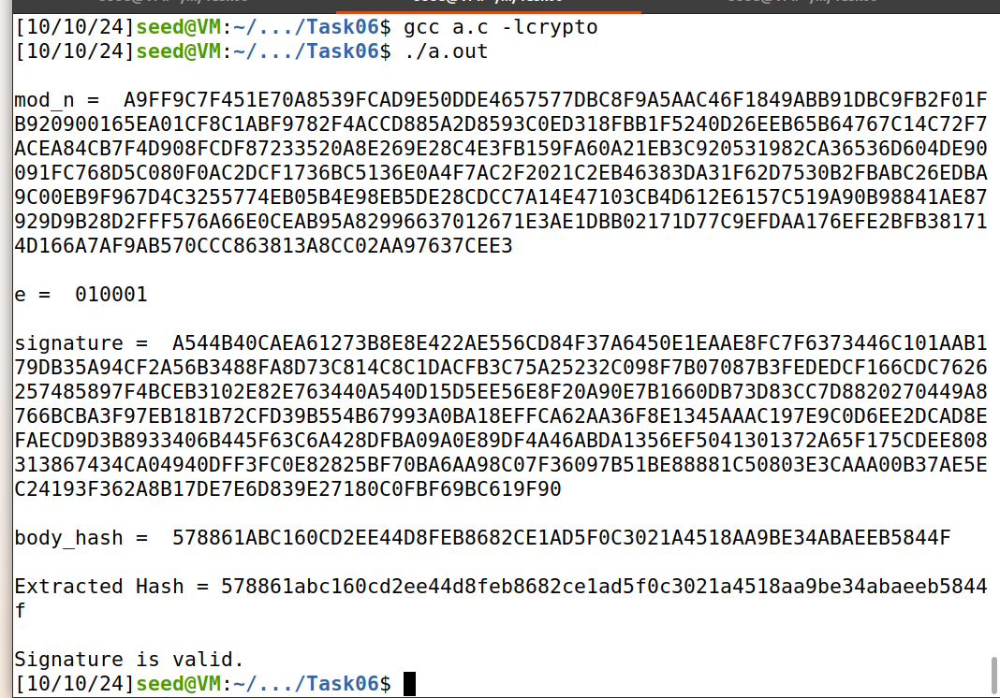 [10/10/24]seed@VM:~/.../Task06$ gcc a.c -lcrypto
[10/10/24]seed@VM:~/.../Task06$ ./a.out
mod_n =  A9FF9C7F451E70A8539FCAD9E50DDE4657577DBC8F9A5AAC46F1849ABB91DBC9FB2F01F
B920900165EA01CF8C1ABF9782F4ACCD885A2D8593C0ED318FBB1F5240D26EEB65B64767C14C72F7
ACEA84CB7F4D908FCDF87233520A8E269E28C4E3FB159FA60A21EB3C920531982CA36536D604DE90
091FC768D5C080F0AC2DCF1736BC5136E0A4F7AC2F2021C2EB46383DA31F62D7530B2FBABC26EDBA
9C00EB9F967D4C3255774EB05B4E98EB5DE28CDCC7A14E47103CB4D612E6157C519A90B98841AE87
929D9B28D2FFF576A66E0CEAB95A82996637012671E3AE1DBB02171D77C9EFDAA176EFE2BFB38171
4D166A7AF9AB570CCC863813A8CC02AA97637CEE3
e =  010001
signature =  A544B40CAEA61273B8E8E422AE556CD84F37A6450E1EAAE8FC7F6373446C101AAB1
79DB35A94CF2A56B3488FA8D73C814C8C1DACFB3C75A25232C098F7B07087B3FEDEDCF166CDC7626
257485897F4BCEB3102E82E763440A540D15D5EE56E8F20A90E7B1660DB73D83CC7D8820270449A8
766BCBA3F97EB181B72CFD39B554B67993A0BA18EFFCA62AA36F8E1345AAAC197E9C0D6EE2DCAD8E
FAECD9D3B8933406B445F63C6A428DFBA09A0E89DF4A46ABDA1356EF5041301372A65F175CDEE808
313867434CA04940DFF3FC0E82825BF70BA6AA98C07F36097B51BE88881C50803E3CAAA00B37AE5E
C24193F362A8B17DE7E6D839E27180C0FBF69BC619F90
body_hash =  578861ABC160CD2EE44D8FEB8682CE1AD5F0C3021A4518AA9BE34ABAEEB5844F
Extracted Hash = 578861abc160cd2ee44d8feb8682ce1ad5f0c3021a4518aa9be34abaeeb5844
f
Signature is valid.
[10/10/24]seed@VM:~/.../Task06$